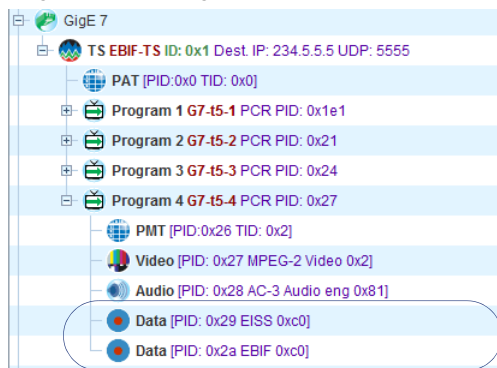 GigE 7
TS EBIF-TS ID: 0x1 Dest. IP: 234.5.5.5 UDP: 5555
PAT [PID:0x0 TID: 0x0]
Program 1 G7-t5-1 PCR PID: 0x1e1
Program 2 G7-t5-2 PCR PID: 0x21
Program 3 G7-t5-3 PCR PID: 0x24
Program 4 G7-t5-4 PCR PID: 0x27
PMT [PID:0x26 TID: 0x2]
Video [PID: 0x27 MPEG-2 Video 0x2]
Audio [PID: 0x28 AC-3 Audio eng 0x81]
Data [PID: 0x29 EISS 0xc0]
Data [PID: 0x2a EBIF 0xc0]